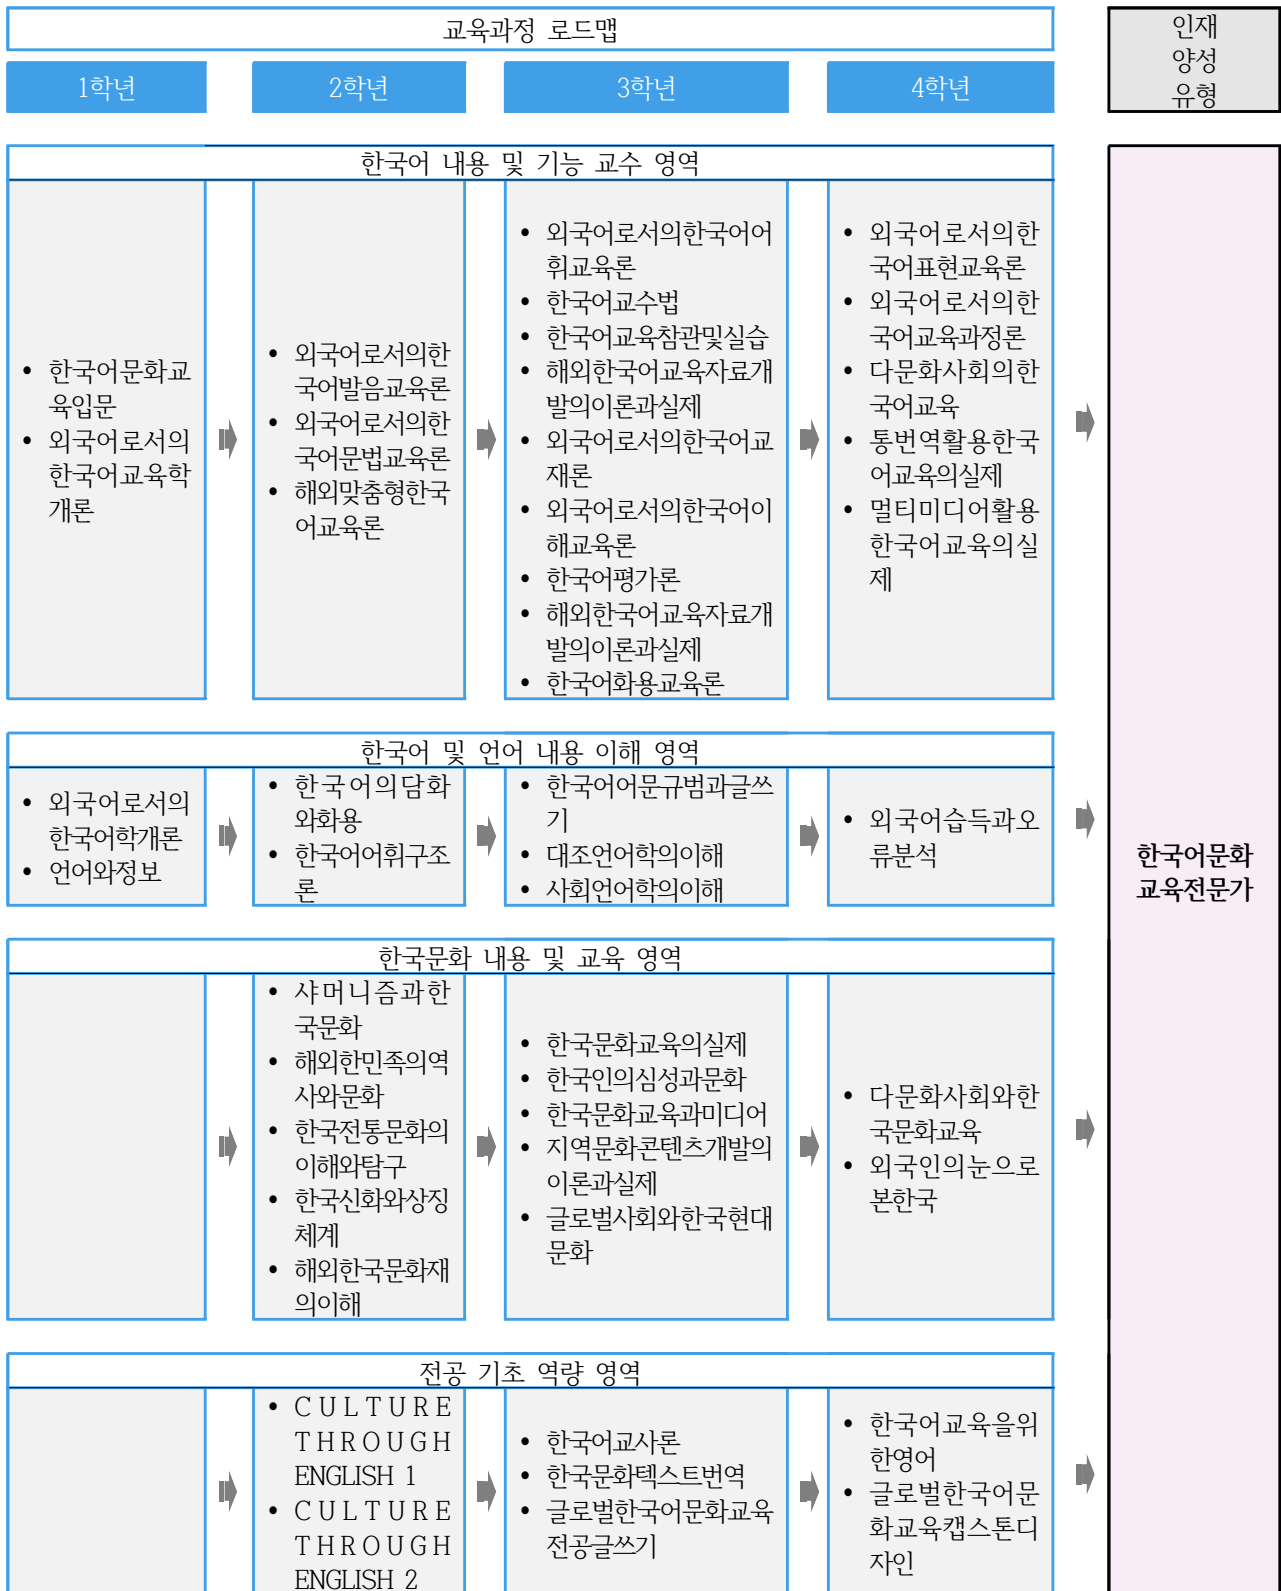 교육과정 로드맵
인재
양성
유형
1학년
2학년
3학년
4학년
한국어 내용 및 기능 교수 영역
• 한국어문화교
육입문
• 외국어로서의
한국어교육학
개론
• 외국어로서의한
국어발음교육론
• 외국어로서의한
국어문법교육론
• 해외맞춤형한국
어교육론
• 외국어로서의한국어어
휘교육론
• 한국어교수법
• 한국어교육참관및실습
• 해외한국어교육자료개
발의이론과실제
• 외국어로서의한국어교
재론
• 외국어로서의한국어이
해교육론
• 한국어평가론
• 해외한국어교육자료개
발의이론과실제
• 한국어화용교육론
• 외국어로서의한
국어표현교육론
• 외국어로서의한
국어교육과정론
• 다문화사회의한
국어교육
• 통번역활용한국
어교육의실제
• 멀티미디어활용
한국어교육의실
제
한국어 및 언어 내용 이해 영역
• 외국어로서의
한국어학개론
• 언어와정보
• 한국어의담화
와화용
• 한국어어휘구조
론
• 한국어어문규범과글쓰
기
• 대조언어학의이해
• 사회언어학의이해
• 외국어습득과오
류분석
한국어문화
교육전문가
한국문화 내용 및 교육 영역
• 샤머니즘과한
국문화
• 해외한민족의역
사와문화
• 한국전통문화의
이해와탐구
• 한국신화와상징
체계
• 해외한국문화재
의이해
• 한국문화교육의실제
• 한국인의심성과문화
• 한국문화교육과미디어
• 지역문화콘텐츠개발의
이론과실제
• 글로벌사회와한국현대
문화
• 다문화사회와한
국문화교육
• 외국인의눈으로
본한국
전공 기초 역량 영역
• CULTURE
THROUGH
ENGLISH 1
• CULTURE
THROUGH
ENGLISH 2
• 한국어교사론
• 한국문화텍스트번역
• 글로벌한국어문화교육
전공글쓰기
• 한국어교육을위
한영어
• 글로벌한국어문
화교육캡스톤디
자인